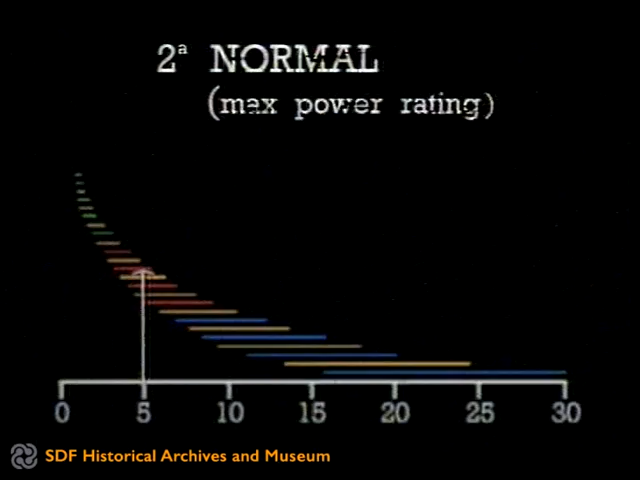 2ª NORMAL
(max power rating)
0 5 10 15 20 25 30
SDF Historical Archives and Museum